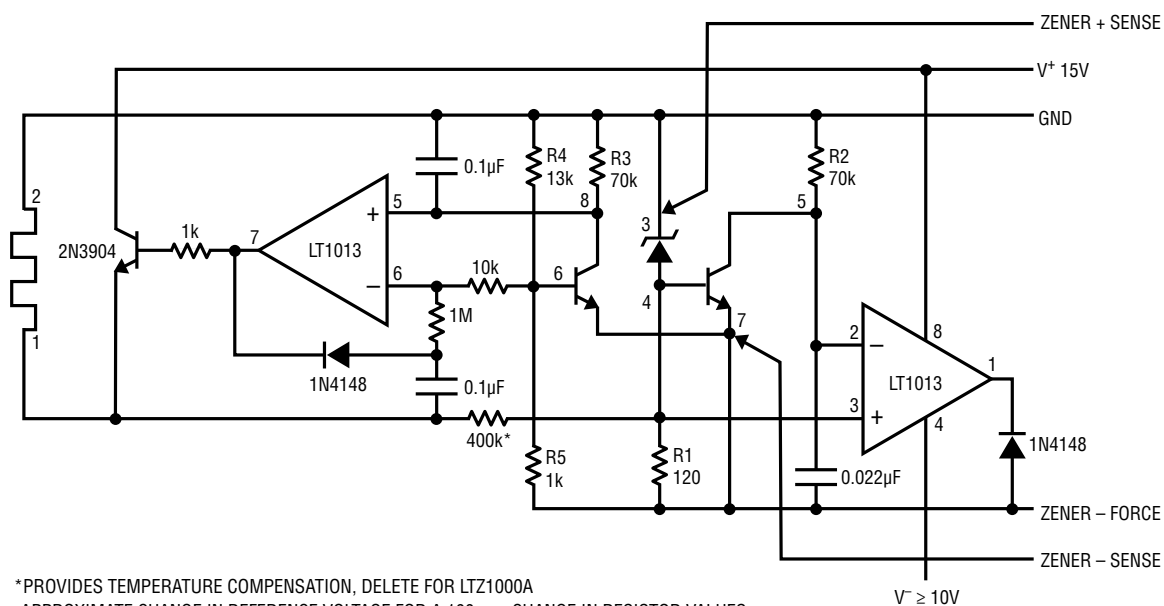 ZENER + SENSE
V+ 15V
GND
2
1
2N3904
1k
7
LT1013
+
5
–
6
0.1µF
10k
1M
1N4148
0.1µF
400k*
R4
13k
R3
70k
8
6
R5
1k
3
4
R1
120
7
R2
70k
5
2
–
3
+
LT1013
8
4
1
0.022µF
1N4148
ZENER – FORCE
ZENER – SENSE
V– ≥ 10V
*PROVIDES TEMPERATURE COMPENSATION, DELETE FOR LTZ1000A